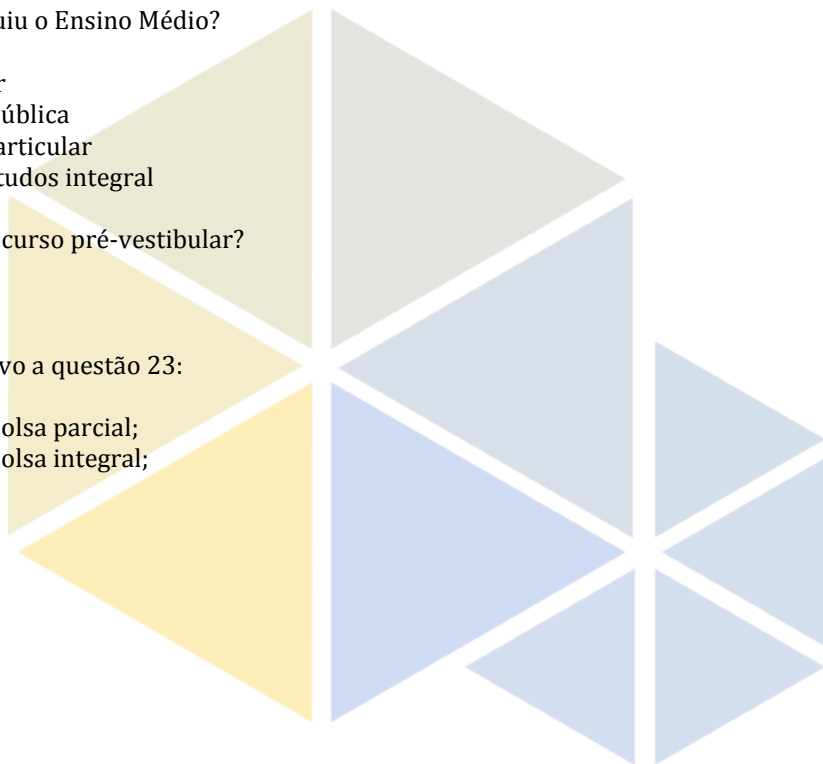 uiu o Ensino Médio?
r
ública
articular
tudos integral
curso pré-vestibular?
vo a questão 23:
olsa parcial;
olsa integral;